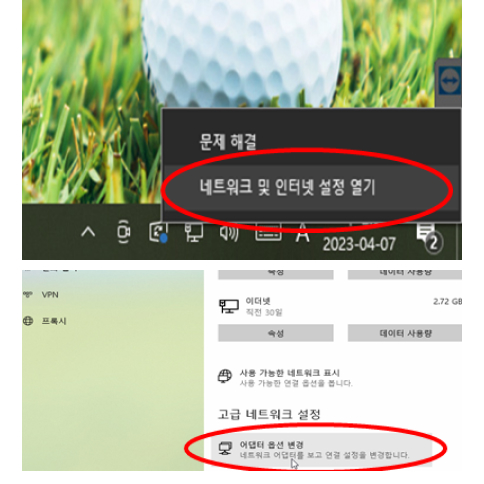 문제 해결
네트워크 및 인터넷 설정 열기
A
2023-04-07
2
속성
데이터 사용량
VPN
이더넷
직전 30일
2.72 GB
프록시
속성
데이터 사용량
사용 가능한 네트워크 표시
사용 가능한 연결 옵션을 봅니다.
고급 네트워크 설정
어댑터 옵션 변경
네트워크 어댑터를 보고 연결 설정을 변경합니다.